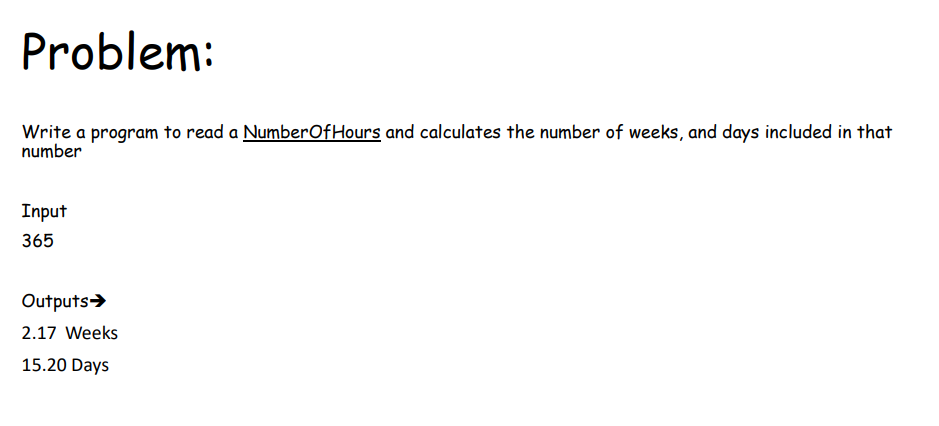 Problem:
Write a program to read a NumberOfHours and calculates the number of weeks, and days included in that
number
Input
365
Outputs➔
2.17  Weeks
15.20 Days